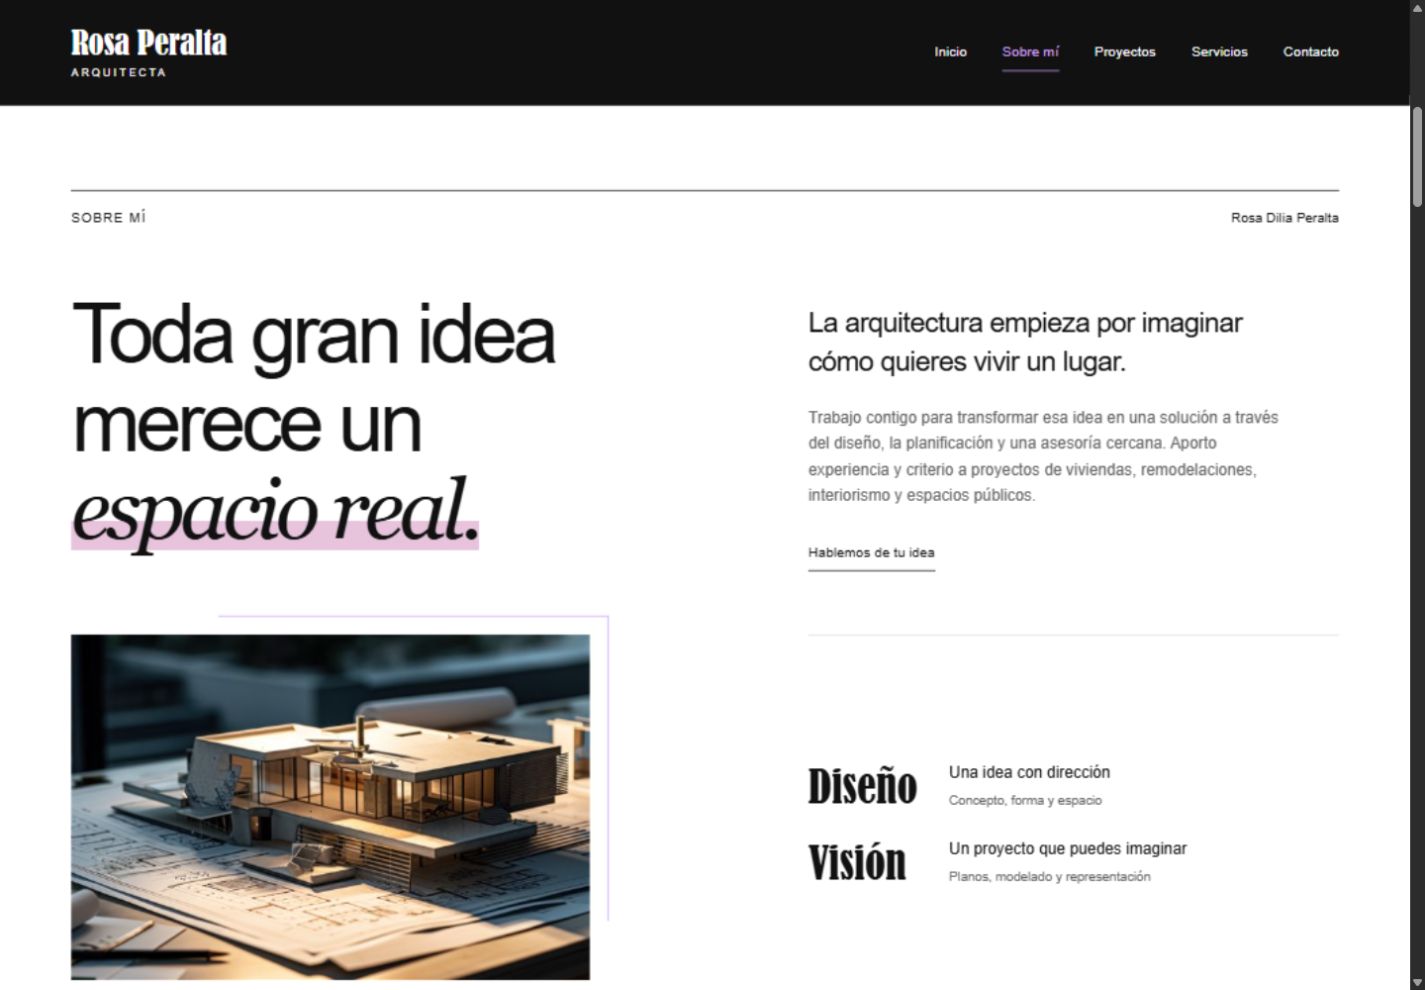 Rosa Peralta
ARQUITECTA
Inicio
Sobre mí
Proyectos
Servicios
Contacto
SOBRE MÍ
Rosa Dilia Peralta
Toda gran idea
merece un
espacio real.
La arquitectura empieza por imaginar
cómo quieres vivir un lugar.
Trabajo contigo para transformar esa idea en una solución a través
del diseño, la planificación y una asesoría cercana. Aporto
experiencia y criterio a proyectos de viviendas, remodelaciones,
interiorismo y espacios públicos.
Hablemos de tu idea
Diseño
Una idea con dirección
Concepto, forma y espacio
Visión
Un proyecto que puedes imaginar
Planos, modelado y representación